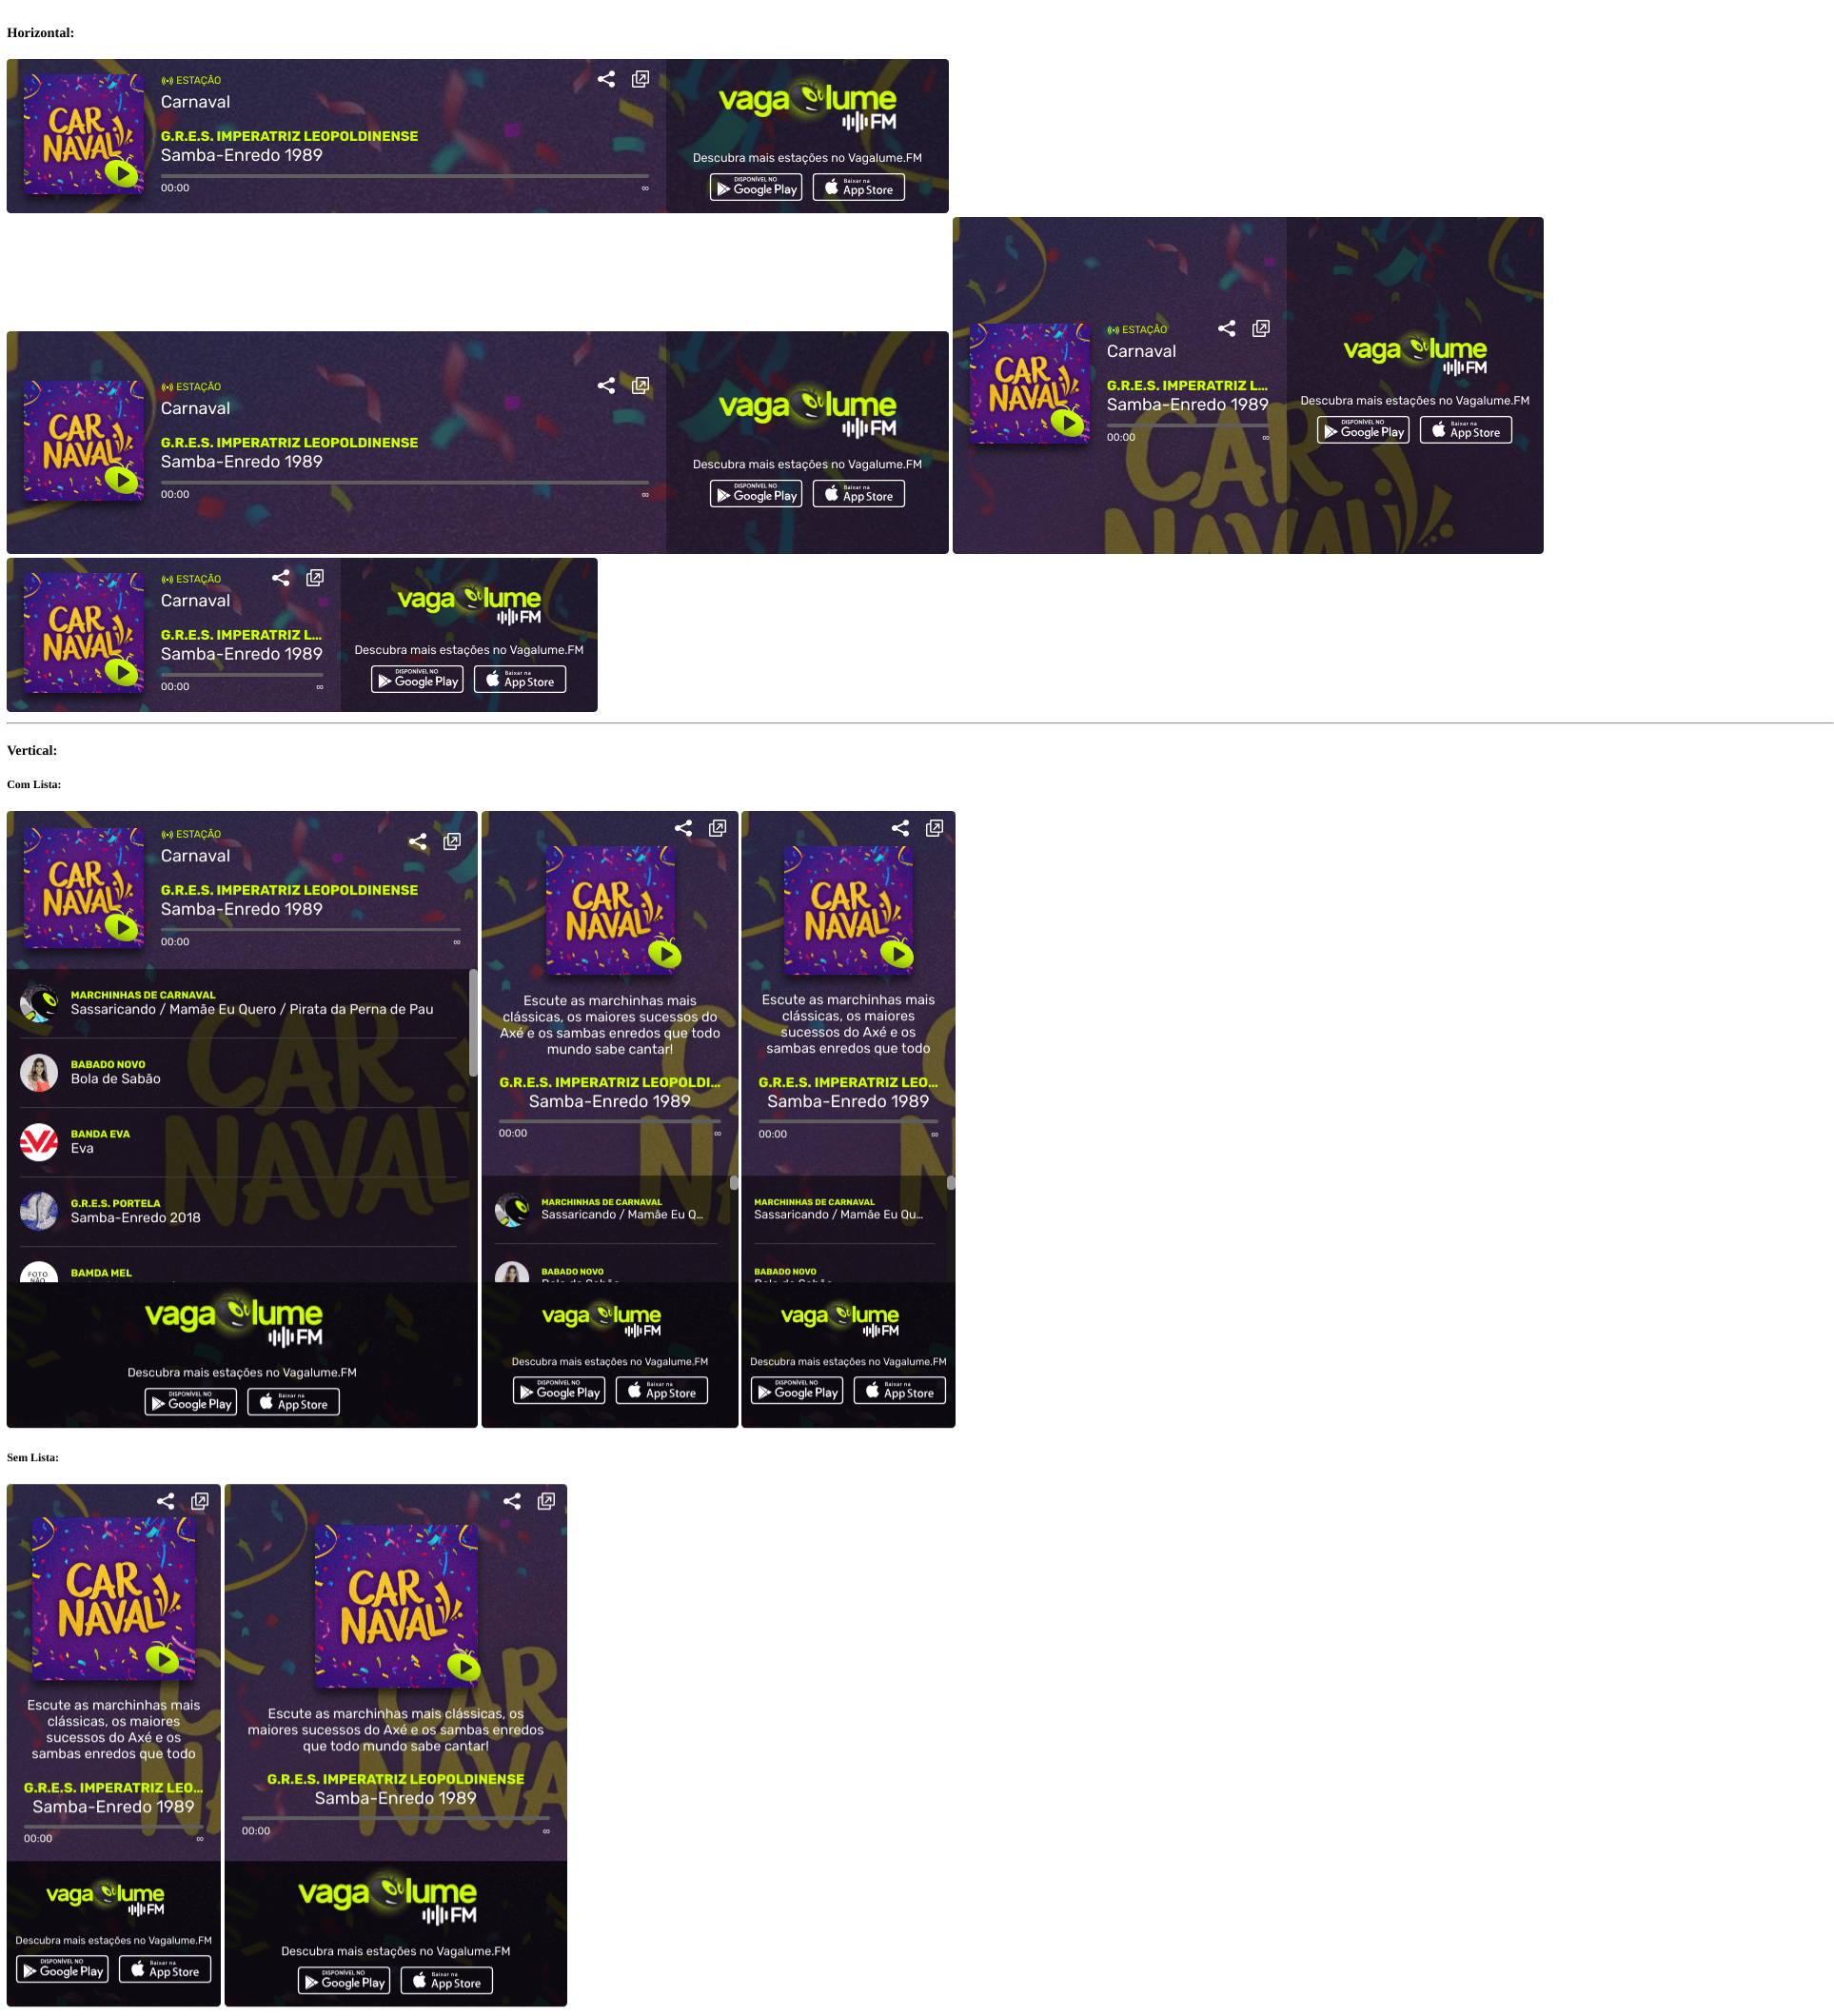 Horizontal:
CAR
NAVAL
ESTAÇÃO
Carnaval
G.R.E.S. IMPERATRIZ LEOPOLDINENSE
Samba-Enredo 1989
00:00 ∞
vagalume
FM
Descubra mais estações no Vagalume.FM
DISPONÍVEL NO
Google Play
Baixar na
App Store
CAR
NAVAL
ESTAÇÃO
Carnaval
G.R.E.S. IMPERATRIZ LEOPOLDINENSE
Samba-Enredo 1989
00:00 ∞
vagalume
FM
Descubra mais estações no Vagalume.FM
DISPONÍVEL NO
Google Play
Baixar na
App Store
CAR
NAVAL
ESTAÇÃO
Carnaval
G.R.E.S. IMPERATRIZ L...
Samba-Enredo 1989
00:00 ∞
CAR
NAVAL
vagalume
FM
Descubra mais estações no Vagalume.FM
DISPONÍVEL NO
Google Play
Baixar na
App Store
CAR
NAVAL
ESTAÇÃO
Carnaval
G.R.E.S. IMPERATRIZ L...
Samba-Enredo 1989
00:00 ∞
vagalume
FM
Descubra mais estações no Vagalume.FM
DISPONÍVEL NO
Google Play
Baixar na
App Store
Vertical:
Com Lista:
CAR
NAVAL
ESTAÇÃO
Carnaval
G.R.E.S. IMPERATRIZ LEOPOLDINENSE
Samba-Enredo 1989
00:00 ∞
MARCHINHAS DE CARNAVAL
Sassaricando / Mamãe Eu Quero / Pirata da Perna de Pau
BABADO NOVO
Bola de Sabão
BANDA EVA
Eva
G.R.E.S. PORTELA
Samba-Enredo 2018
FOTO
NÃO
BAMDA MEL
CAR
NAVAL
vagalume
FM
Descubra mais estações no Vagalume.FM
DISPONÍVEL NO
Google Play
Baixar na
App Store
CAR
NAVAL
Escute as marchinhas mais
clássicas, os maiores sucessos do
Axé e os sambas enredos que todo
mundo sabe cantar!
G.R.E.S. IMPERATRIZ LEOPOLDI...
Samba-Enredo 1989
00:00 ∞
MARCHINHAS DE CARNAVAL
Sassaricando / Mamãe Eu Q...
BABADO NOVO
Bola de Sabão
vagalume
FM
Descubra mais estações no Vagalume.FM
DISPONÍVEL NO
Google Play
Baixar na
App Store
CAR
NAVAL
Escute as marchinhas mais
clássicas, os maiores
sucessos do Axé e os
sambas enredos que todo
G.R.E.S. IMPERATRIZ LEO...
Samba-Enredo 1989
00:00 ∞
MARCHINHAS DE CARNAVAL
Sassaricando / Mamãe Eu Qu...
BABADO NOVO
Bola de Sabão
vagalume
FM
Descubra mais estações no Vagalume.FM
DISPONÍVEL NO
Google Play
Baixar na
App Store
Sem Lista:
CAR
NAVAL
Escute as marchinhas mais
clássicas, os maiores
sucessos do Axé e os
sambas enredos que todo
G.R.E.S. IMPERATRIZ LEO...
Samba-Enredo 1989
00:00 ∞
vagalume
FM
Descubra mais estações no Vagalume.FM
DISPONÍVEL NO
Google Play
Baixar na
App Store
CAR
NAVAL
Escute as marchinhas mais clássicas, os
maiores sucessos do Axé e os sambas enredos
que todo mundo sabe cantar!
G.R.E.S. IMPERATRIZ LEOPOLDINENSE
Samba-Enredo 1989
00:00 ∞
vagalume
FM
Descubra mais estações no Vagalume.FM
DISPONÍVEL NO
Google Play
Baixar na
App Store